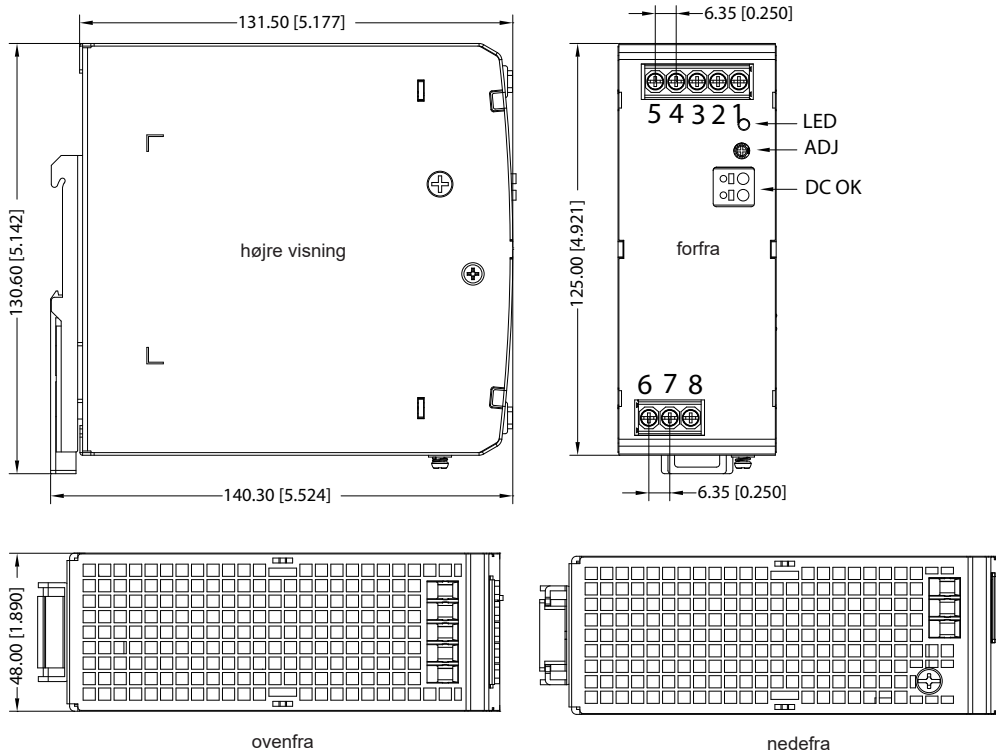 131.50 [5.177]
6.35 [0.250]
5 4 3 2 1
LED
ADJ
DC OK
130.60 [5.142]
højre visning
125.00 [4.921]
forfra
6 7 8
140.30 [5.524]
6.35 [0.250]
48.00 [1.890]
ovenfra
nedefra